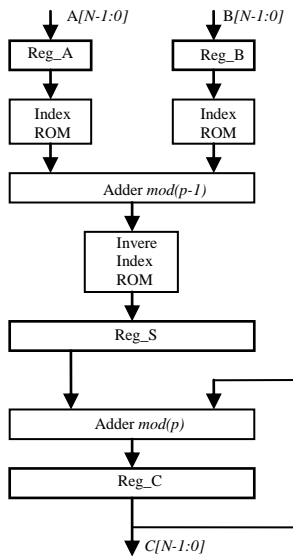 A[N-1:0]
B[N-1:0]
Reg_A
Reg_B
Index
ROM
Index
ROM
Adder mod(p-1)
Invere
Index
ROM
Reg_S
Adder mod(p)
Reg_C
C[N-1:0]